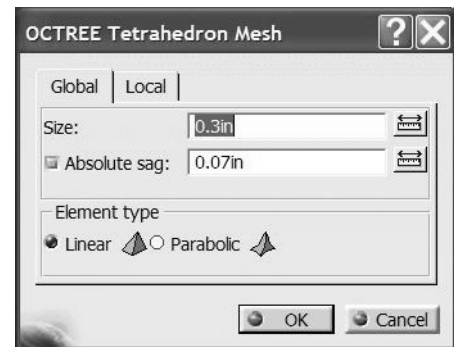 OCTREE Tetrahedron Mesh
Global Local
Size: 0.3in
Absolute sag: 0.07in
Element type
Linear Parabolic
OK Cancel